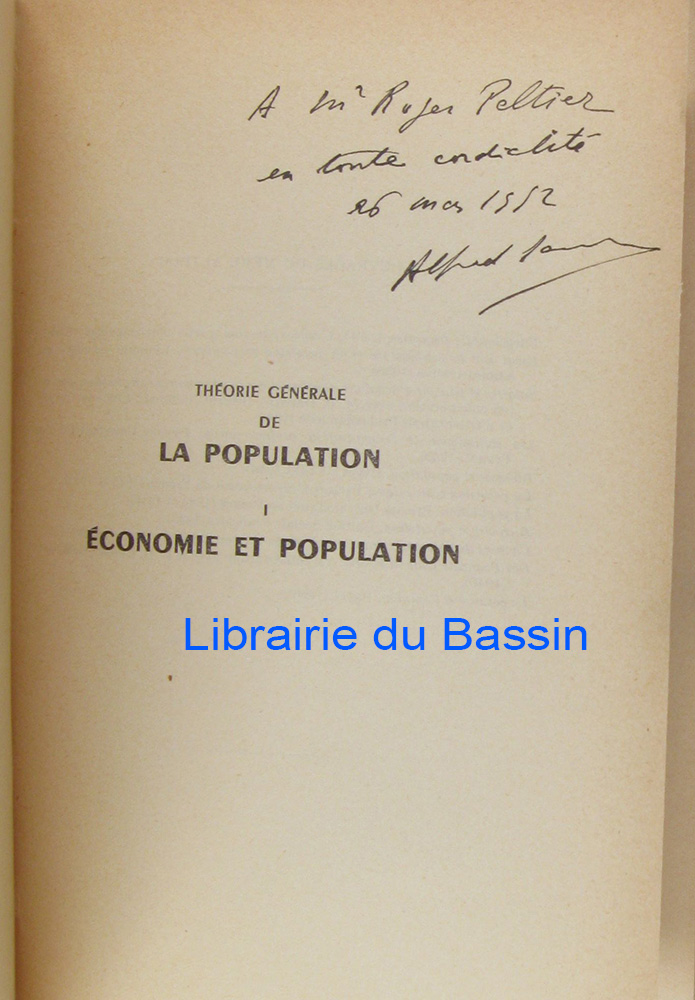 A Mr Roger Peltier
en toute cordialité
26 mars 1952
Alfred Sauvy
THÉORIE GÉNÉRALE
DE
LA POPULATION
I
ÉCONOMIE ET POPULATION
Librairie du Bassin